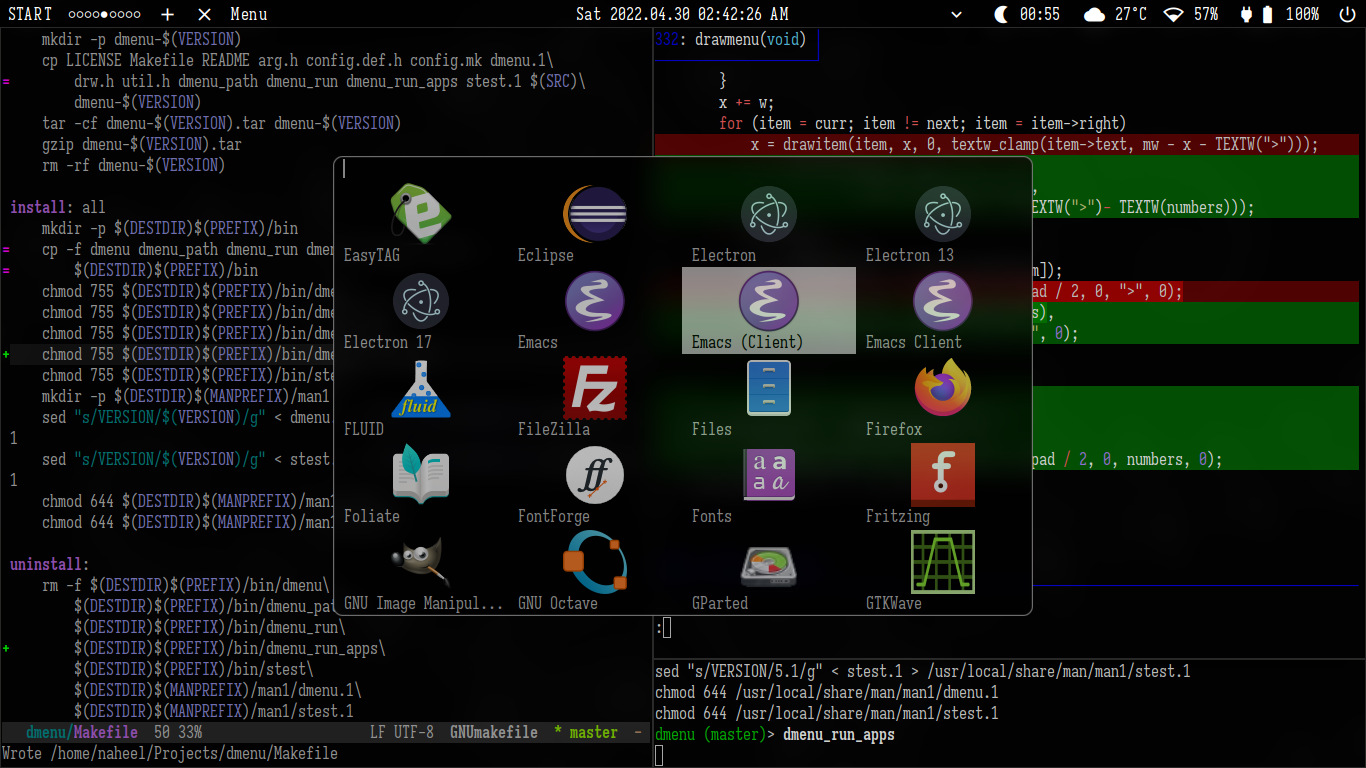 START ○○○○●○○○○ + × Menu Sat 2022.04.30 02:42:26 AM 00:55 27°C 57% 100%
mkdir -p dmenu-$(VERSION)
cp LICENSE Makefile README arg.h config.def.h config.mk dmenu.1\
= drw.h util.h dmenu_path dmenu_run dmenu_run_apps stest.1 $(SRC)\
dmenu-$(VERSION)
tar -cf dmenu-$(VERSION).tar dmenu-$(VERSION)
gzip dmenu-$(VERSION).tar
rm -rf dmenu-$(VERSION)
install: all
mkdir -p $(DESTDIR)$(PREFIX)/bin
= cp -f dmenu dmenu_path dmenu_run
= $(DESTDIR)$(PREFIX)/bin
chmod 755 $(DESTDIR)$(PREFIX)/bin/dme
chmod 755 $(DESTDIR)$(PREFIX)/bin/dme
chmod 755 $(DESTDIR)$(PREFIX)/bin/dme
+ chmod 755 $(DESTDIR)$(PREFIX)/bin/dme
chmod 755 $(DESTDIR)$(PREFIX)/bin/ste
mkdir -p $(DESTDIR)$(MANPREFIX)/man1
sed "s/VERSION/$(VERSION)/g" < dmenu.
1
sed "s/VERSION/$(VERSION)/g" < stest.
1
chmod 644 $(DESTDIR)$(MANPREFIX)/man1
chmod 644 $(DESTDIR)$(MANPREFIX)/man1
uninstall:
rm -f $(DESTDIR)$(PREFIX)/bin/dmenu\
$(DESTDIR)$(PREFIX)/bin/dmenu_pat
$(DESTDIR)$(PREFIX)/bin/dmenu_run\
+ $(DESTDIR)$(PREFIX)/bin/dmenu_run_apps\
$(DESTDIR)$(PREFIX)/bin/stest\
$(DESTDIR)$(MANPREFIX)/man1/dmenu.1\
$(DESTDIR)$(MANPREFIX)/man1/stest.1
dmenu/Makefile 50 33% LF UTF-8 GNUmakefile * master -
Wrote /home/naheel/Projects/dmenu/Makefile
EasyTAG Eclipse Electron Electron 13
Electron 17 Emacs Emacs (Client) Emacs Client
fluid Fz
FLUID FileZilla Files Firefox
ff a a a a f
Foliate FontForge Fonts Fritzing
GNU Image Manipul... GNU Octave GParted GTKWave
332: drawmenu(void)
}
x += w;
for (item = curr; item != next; item = item->right)
x = drawitem(item, x, 0, textw_clamp(item->text, mw - x - TEXTW(">")));
,
EXTW(">")- TEXTW(numbers)));
]);
ad / 2, 0, ">", 0);
s),
", 0);
pad / 2, 0, numbers, 0);
:
sed "s/VERSION/5.1/g" < stest.1 > /usr/local/share/man/man1/stest.1
chmod 644 /usr/local/share/man/man1/dmenu.1
chmod 644 /usr/local/share/man/man1/stest.1
dmenu (master)> dmenu_run_apps